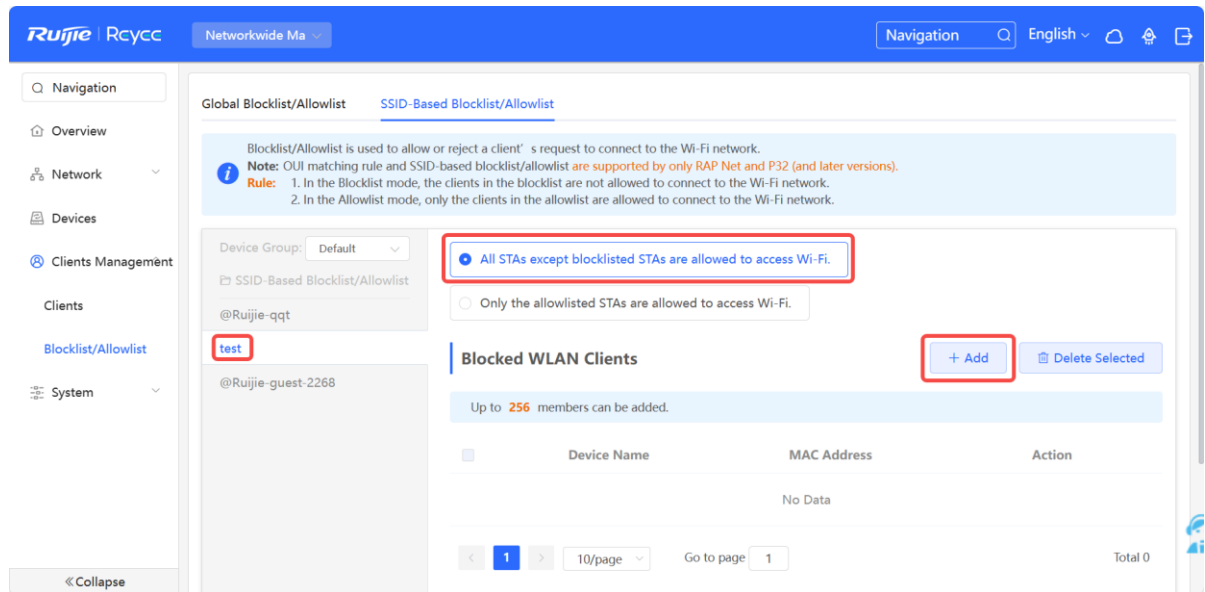 Ruijie | Rcycc
Networkwide Ma
Navigation
English
Navigation
Overview
Network
Devices
Clients Management
Clients
Blocklist/Allowlist
System
«Collapse
Global Blocklist/Allowlist SSID-Based Blocklist/Allowlist
Blocklist/Allowlist is used to allow or reject a client' s request to connect to the Wi-Fi network.
Note: OUI matching rule and SSID-based blocklist/allowlist are supported by only RAP Net and P32 (and later versions).
Rule: 1. In the Blocklist mode, the clients in the blocklist are not allowed to connect to the Wi-Fi network.
2. In the Allowlist mode, only the clients in the allowlist are allowed to connect to the Wi-Fi network.
Device Group: Default
SSID-Based Blocklist/Allowlist
@Ruijie-qqt
test
@Ruijie-guest-2268
All STAs except blocklisted STAs are allowed to access Wi-Fi.
Only the allowlisted STAs are allowed to access Wi-Fi.
Blocked WLAN Clients
+ Add
Delete Selected
Up to 256 members can be added.
Device Name MAC Address Action
No Data
< 1 > 10/page Go to page 1 Total 0